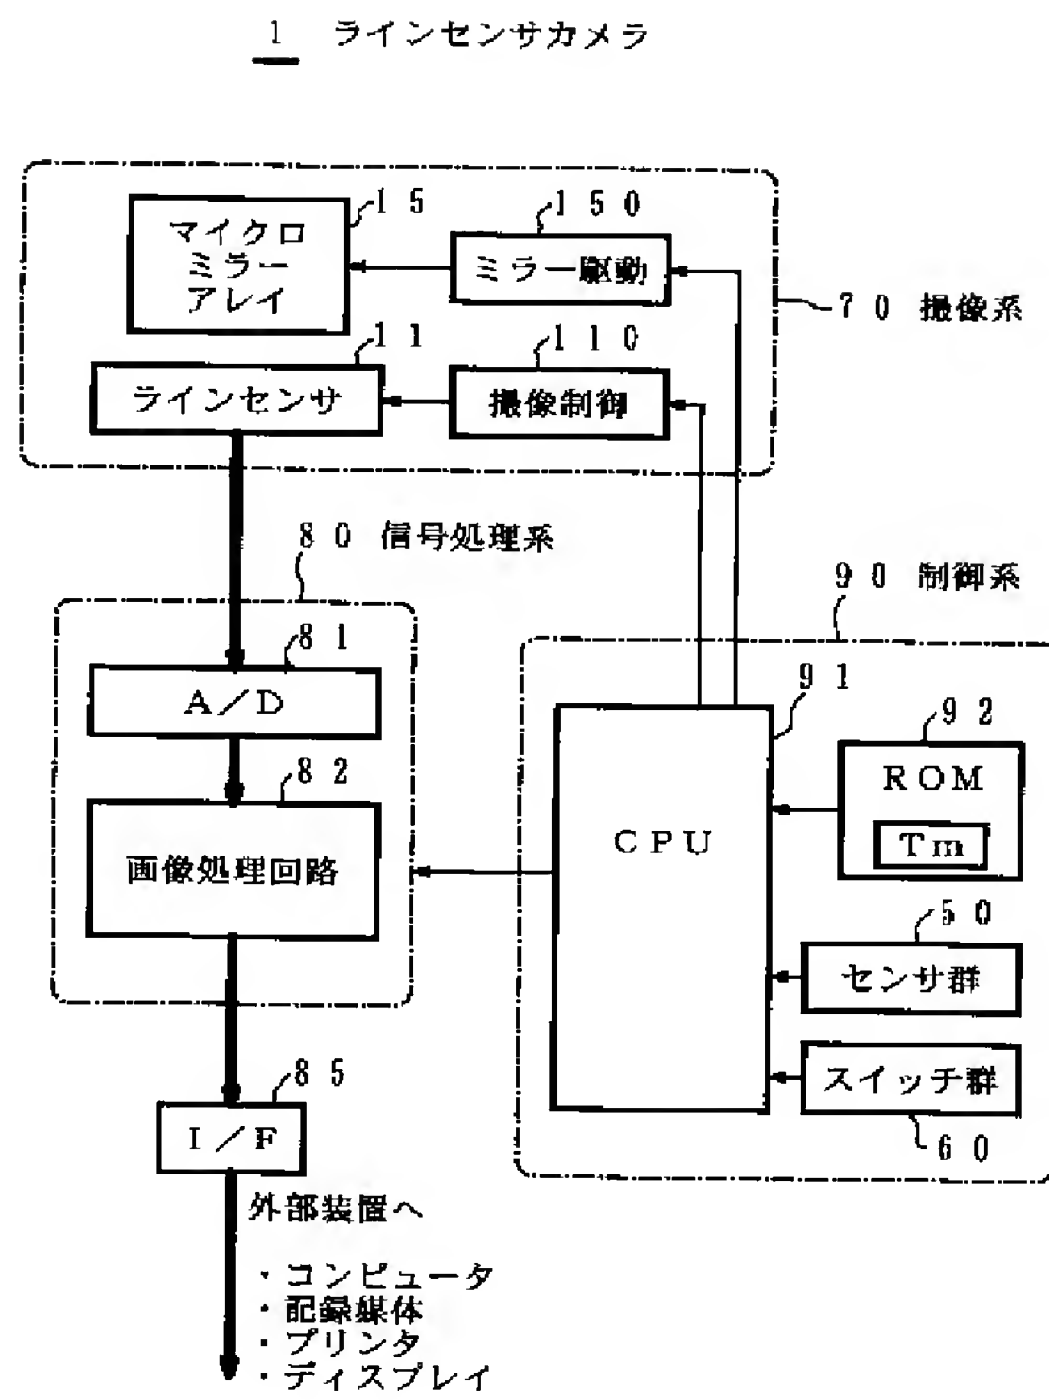 1 ラインセンサカメラ
15
マイクロ
ミラー
アレイ
150
ミラー駆動
70 撮像系
11
ラインセンサ
110
撮像制御
80 信号処理系
90 制御系
81
A/D
91
92
ROM
Tm
82
CPU
画像処理回路
50
センサ群
85
スイッチ群
I/F
60
外部装置へ
・コンピュータ
・記録媒体
・プリンタ
・ディスプレイ